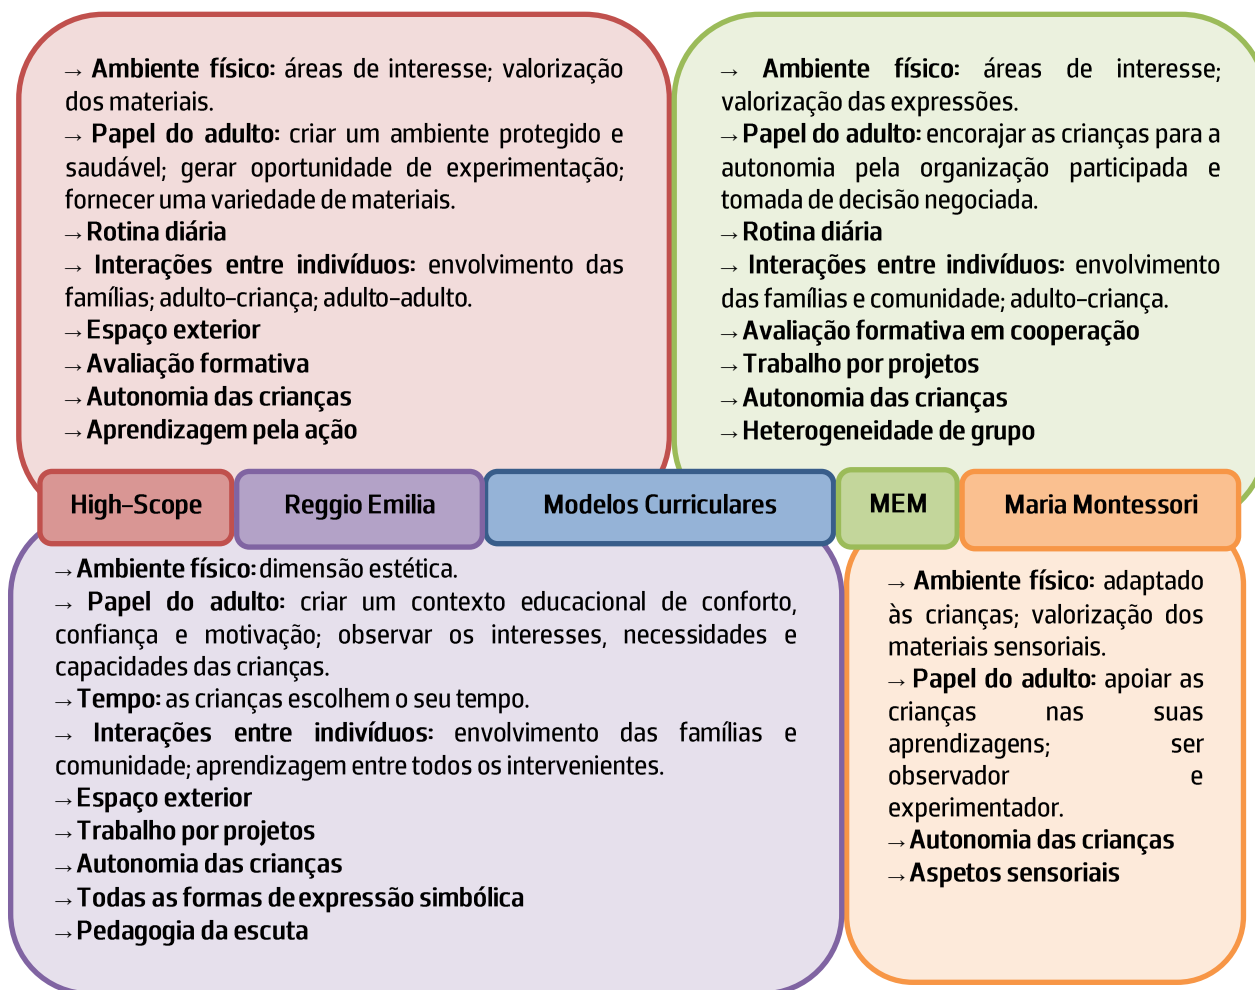 → Ambiente físico: áreas de interesse; valorização
dos materiais.
→ Papel do adulto: criar um ambiente protegido e
saudável; gerar oportunidade de experimentação;
fornecer uma variedade de materiais.
→ Rotina diária
→ Interações entre indivíduos: envolvimento das
famílias; adulto-criança; adulto-adulto.
→ Espaço exterior
→ Avaliação formativa
→ Autonomia das crianças
→ Aprendizagem pela ação
→ Ambiente físico: áreas de interesse;
valorização das expressões.
→ Papel do adulto: encorajar as crianças para a
autonomia pela organização participada e
tomada de decisão negociada.
→ Rotina diária
→ Interações entre indivíduos: envolvimento
das famílias e comunidade; adulto-criança.
→ Avaliação formativa em cooperação
→ Trabalho por projetos
→ Autonomia das crianças
→ Heterogeneidade de grupo
High-Scope
Reggio Emilia
Modelos Curriculares
MEM
Maria Montessori
→ Ambiente físico: dimensão estética.
→ Papel do adulto: criar um contexto educacional de conforto,
confiança e motivação; observar os interesses, necessidades e
capacidades das crianças.
→ Tempo: as crianças escolhem o seu tempo.
→ Interações entre indivíduos: envolvimento das famílias e
comunidade; aprendizagem entre todos os intervenientes.
→ Espaço exterior
→ Trabalho por projetos
→ Autonomia das crianças
→ Todas as formas de expressão simbólica
→ Pedagogia da escuta
→ Ambiente físico: adaptado
às crianças; valorização dos
materiais sensoriais.
→ Papel do adulto: apoiar as
crianças nas suas
aprendizagens; ser
observador e
experimentador.
→ Autonomia das crianças
→ Aspetos sensoriais